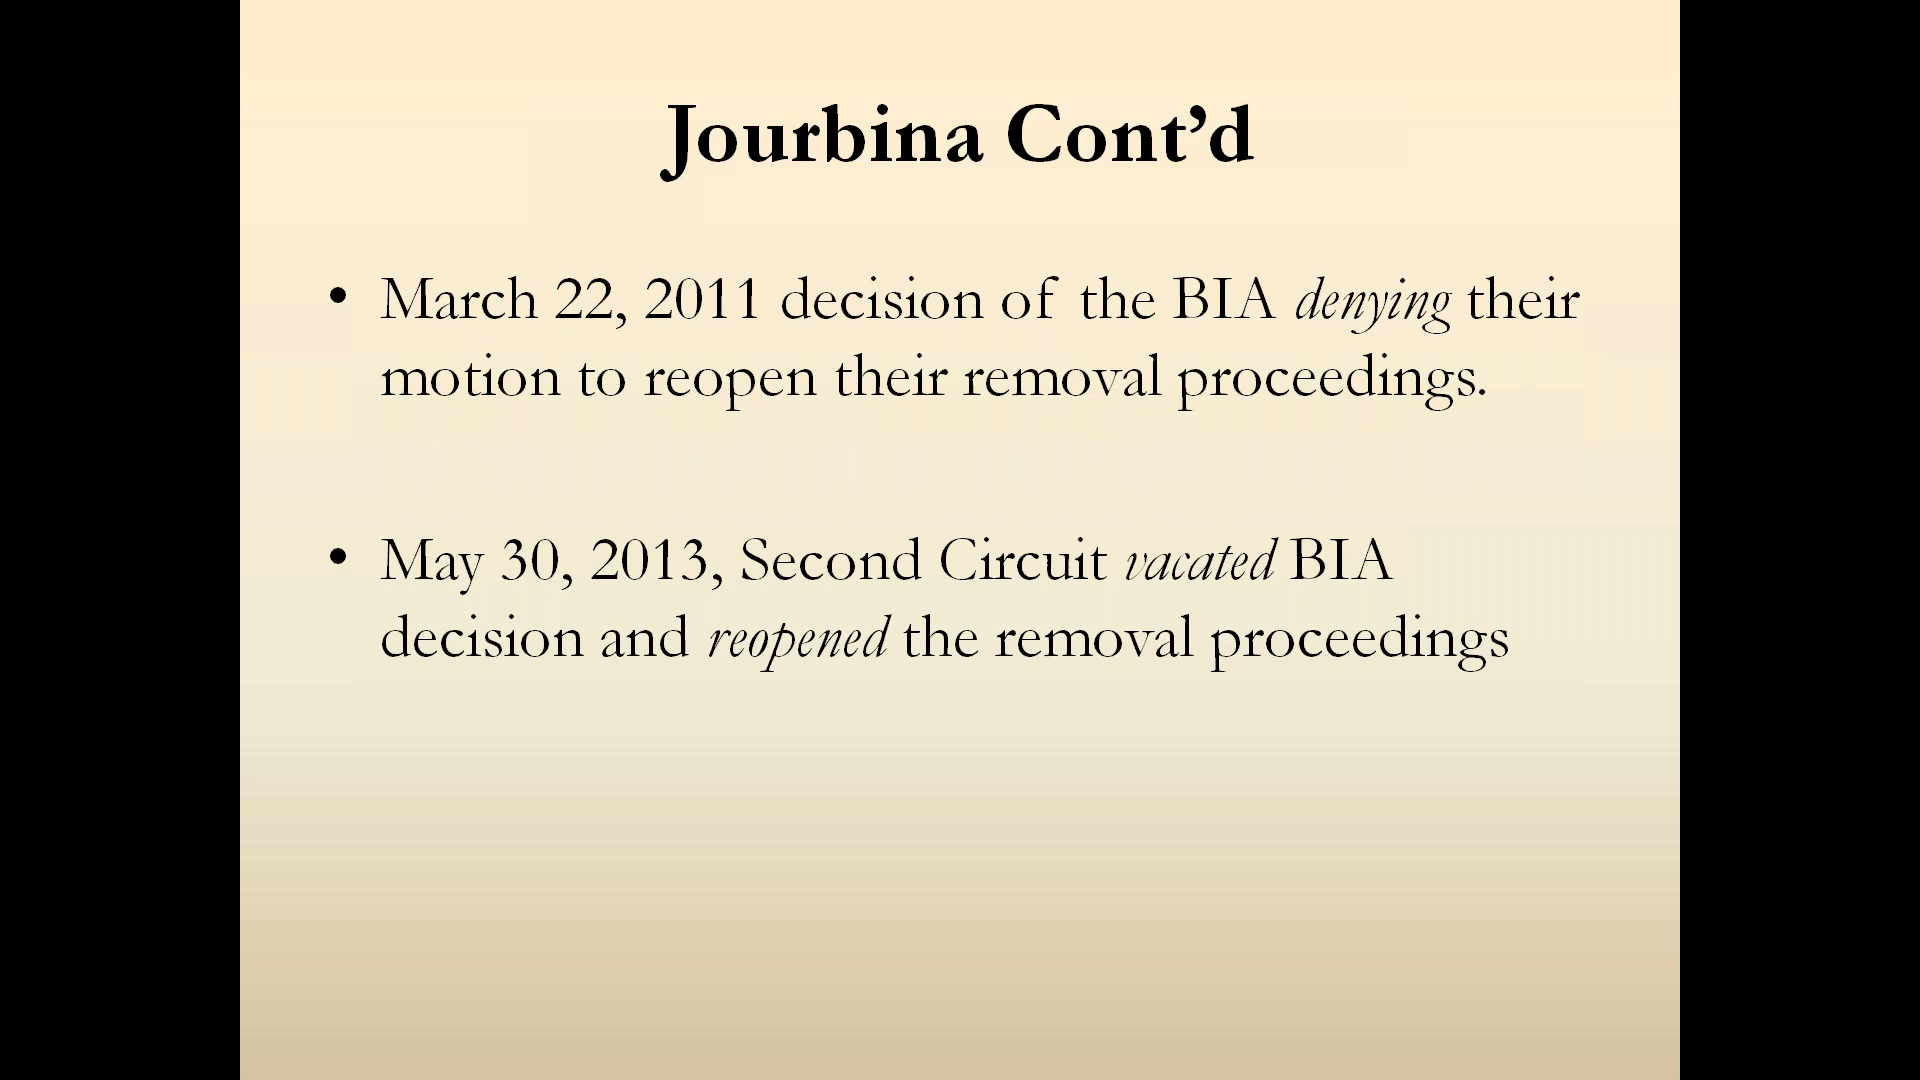 Jourbina Cont’d
• March 22, 2011 decision of the BIA denying their
motion to reopen their removal proceedings.
• May 30, 2013, Second Circuit vacated BIA
decision and reopened the removal proceedings